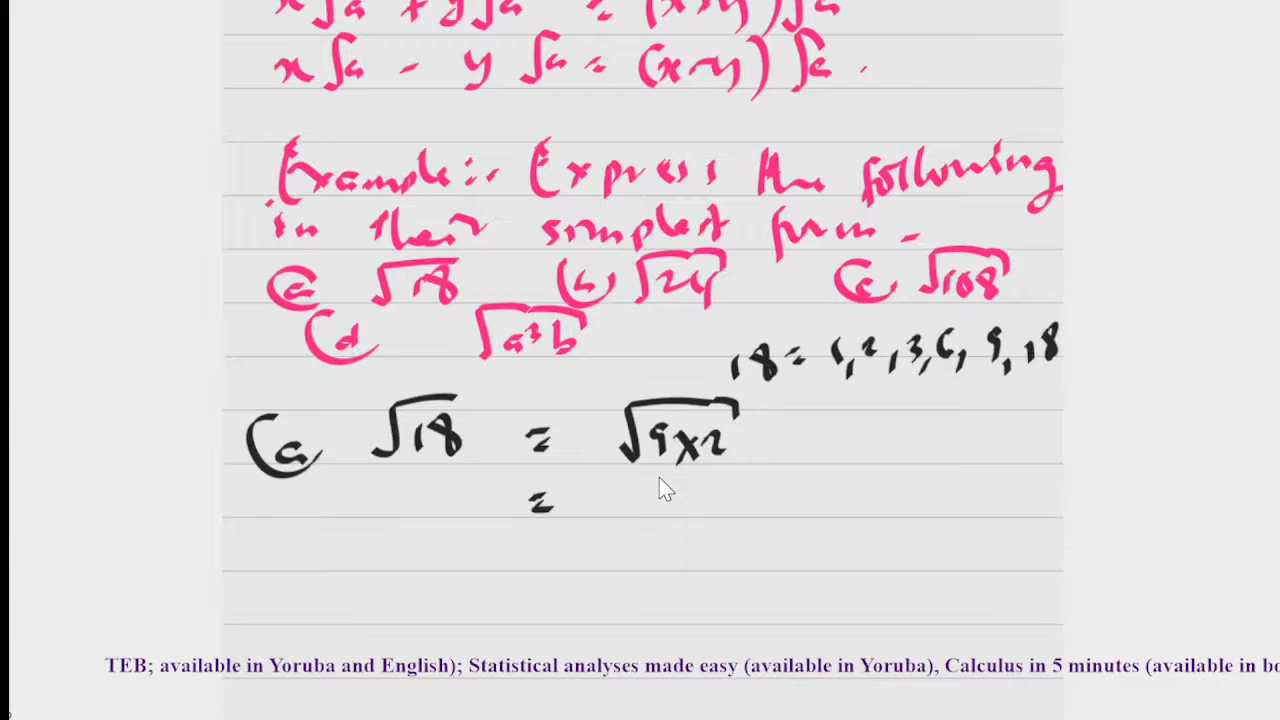 x√a + y√a = (x+y)√a
x√a - y√a = (x-y)√a.
Example:- Express the following
in their simplest form.
(a) √18 (b) √24 (c) √108
(d) √a³b
18 = 1, 2, 3, 6, 9, 18
(a) √18 = √9x2
=
TEB; available in Yoruba and English); Statistical analyses made easy (available in Yoruba), Calculus in 5 minutes (available in bo